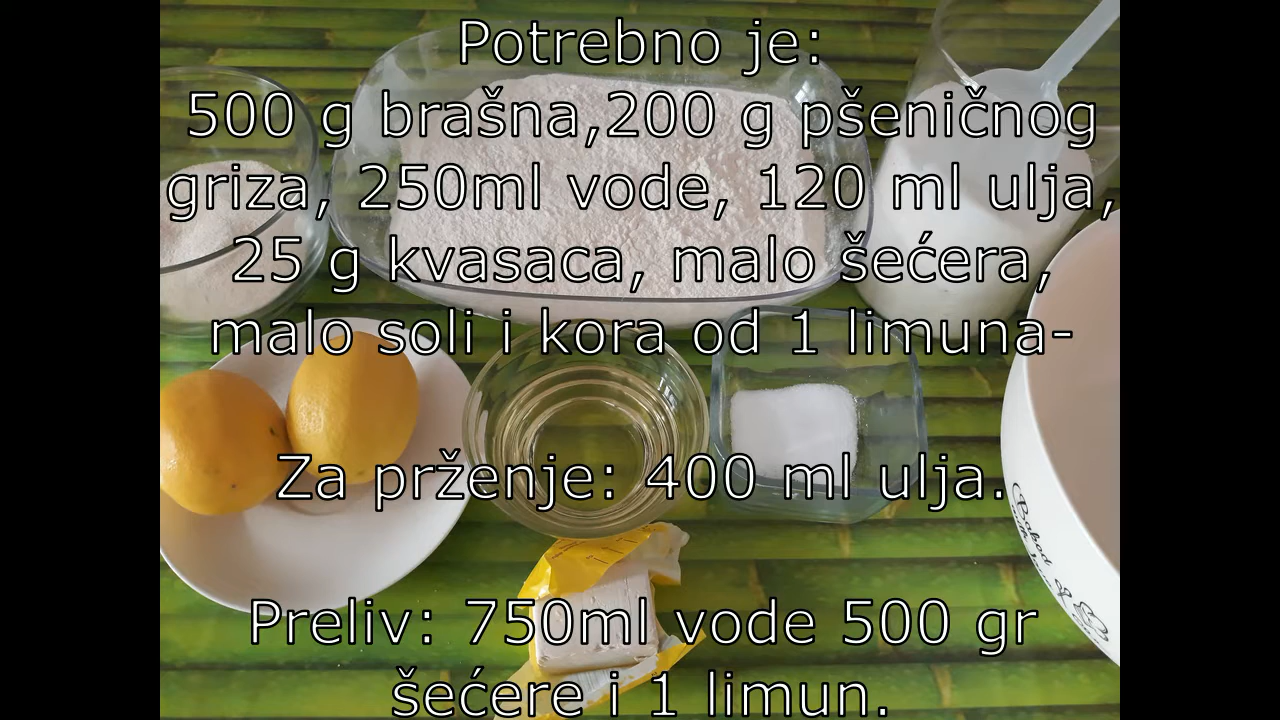 Potrebno je:
500 g brašna,200 g pšeničnog
griza, 250ml vode, 120 ml ulja,
25 g kvasaca, malo šećera,
malo soli i kora od 1 limuna-
Za prženje: 400 ml ulja.
Preliv: 750ml vode 500 gr
šećere i 1 limun.